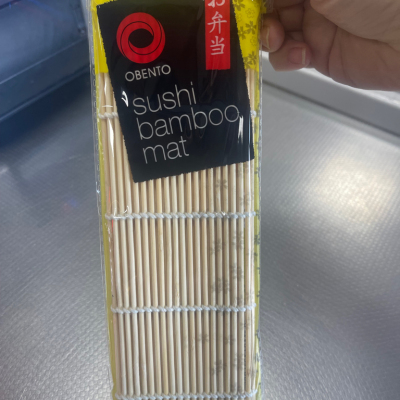 お弁当
OBENTO
sushi
bamboo
mat